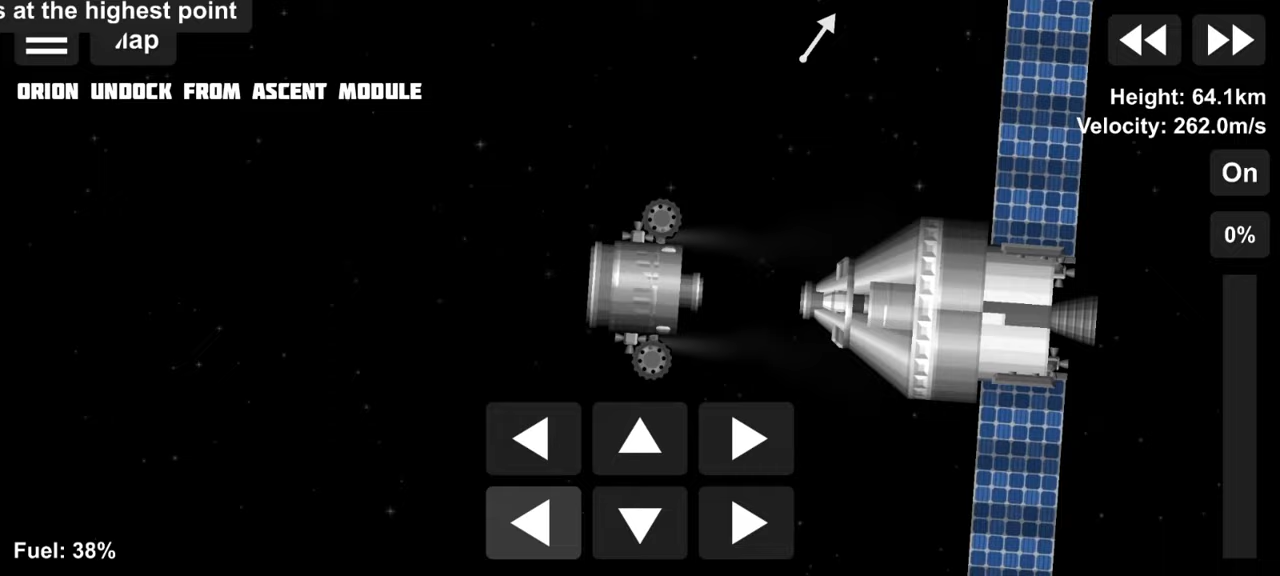 s at the highest point
ORION UNDOCK FROM ASCENT MODULE
Height: 64.1km
Velocity: 262.0m/s
On
0%
Fuel: 38%